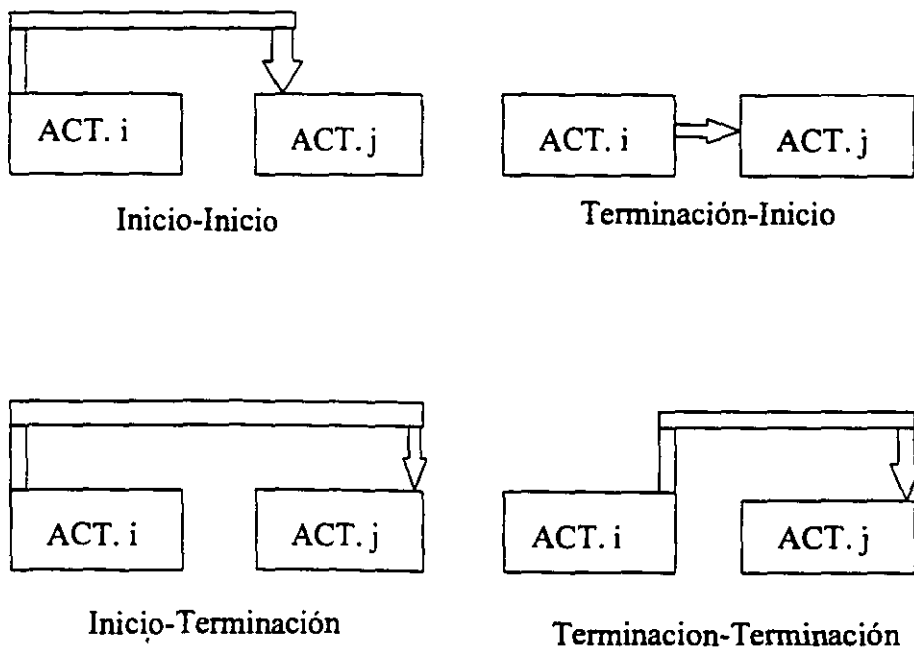 ACT. i
ACT. j
Inicio-Inicio
ACT. i
ACT. j
Terminación-Inicio
ACT. i
ACT. j
Inicio-Terminación
ACT. i
ACT. j
Terminacion-Terminación